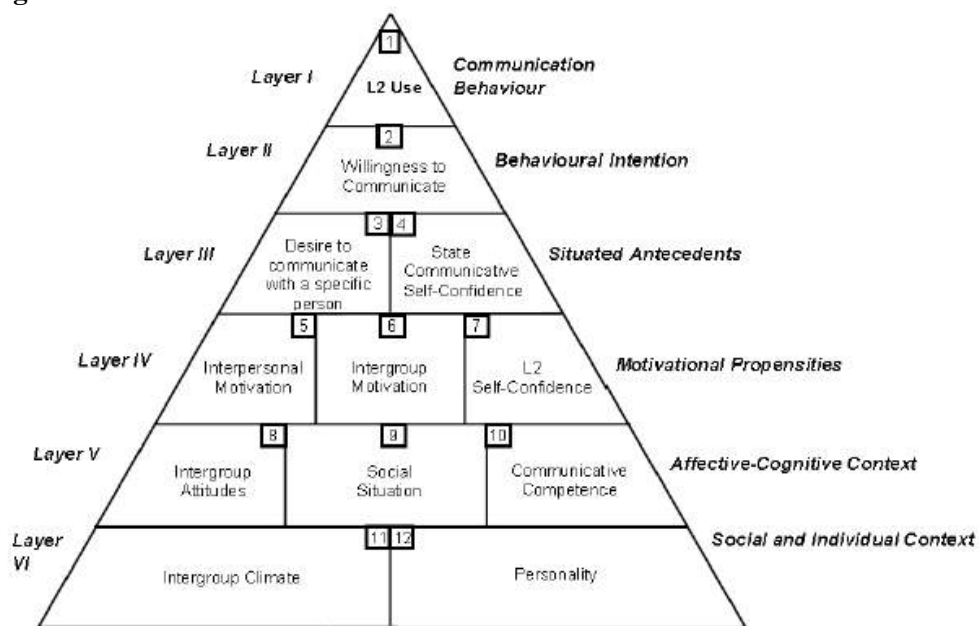 1
Layer I
L2 Use
Communication
Behaviour
2
Layer II
Willingness to
Communicate
Behavioural Intention
3 4
Layer III
Desire to
communicate
with a specific
person
State
Communicative
Self-Confidence
Situated Antecedents
5 6 7
Layer IV
Interpersonal
Motivation
Intergroup
Motivation
L2
Self-Confidence
Motivational Propensities
8 9 10
Layer V
Intergroup
Attitudes
Social
Situation
Communicative
Competence
Affective-Cognitive Context
11 12
Layer
VI
Intergroup Climate
Personality
Social and Individual Context